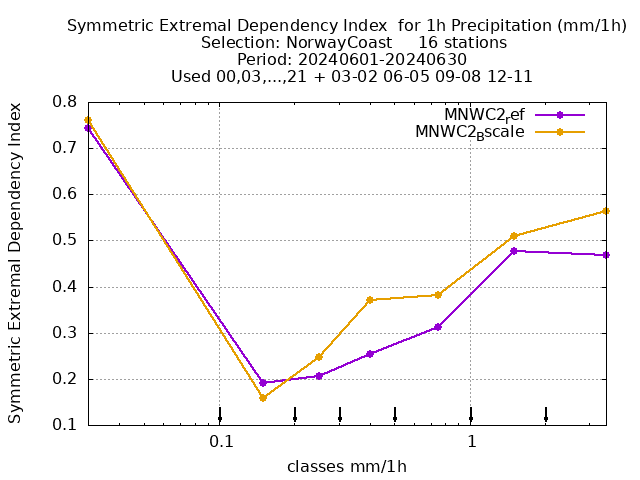 Symmetric Extremal Dependency Index  for 1h Precipitation (mm/1h)
Selection: NorwayCoast     16 stations
Period: 20240601-20240630
Used 00,03,...,21 + 03-02 06-05 09-08 12-11
MNWC2ref
MNWC2Bscale
0.8
0.7
0.6
0.5
0.4
0.3
0.2
0.1
Symmetric Extremal Dependency Index
0.1
1
classes mm/1h